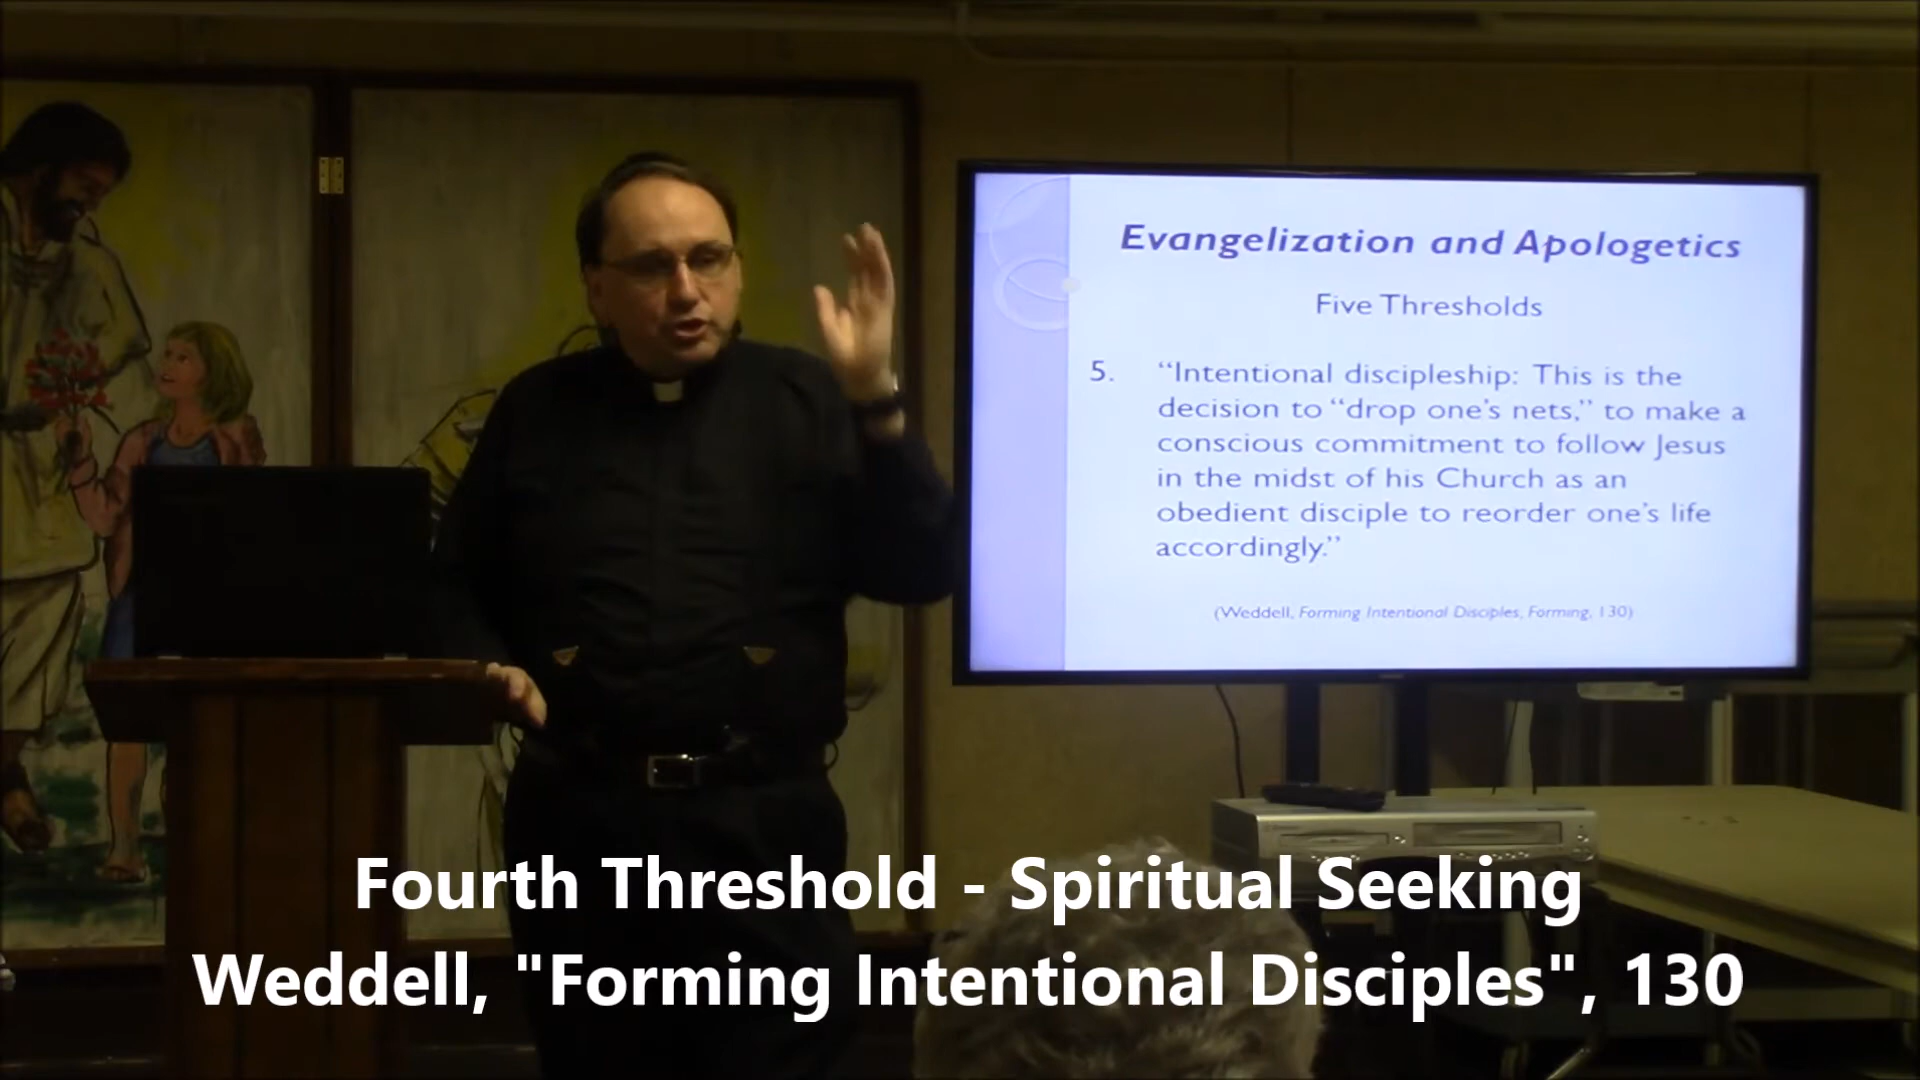 Evangelization and Apologetics
Five Thresholds
5. “Intentional discipleship: This is the
decision to “drop one’s nets,” to make a
conscious commitment to follow Jesus
in the midst of his Church as an
obedient disciple to reorder one’s life
accordingly.”
(Weddell, Forming Intentional Disciples, Forming, 130)
Fourth Threshold - Spiritual Seeking
Weddell, "Forming Intentional Disciples", 130